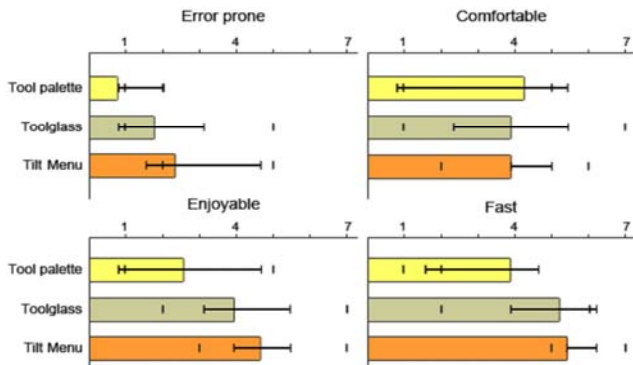 Error prone
Comfortable
1 4 7
1 4 7
Tool palette
Toolglass
Tilt Menu
Enjoyable
Fast
1 4 7
1 4 7
Tool palette
Toolglass
Tilt Menu